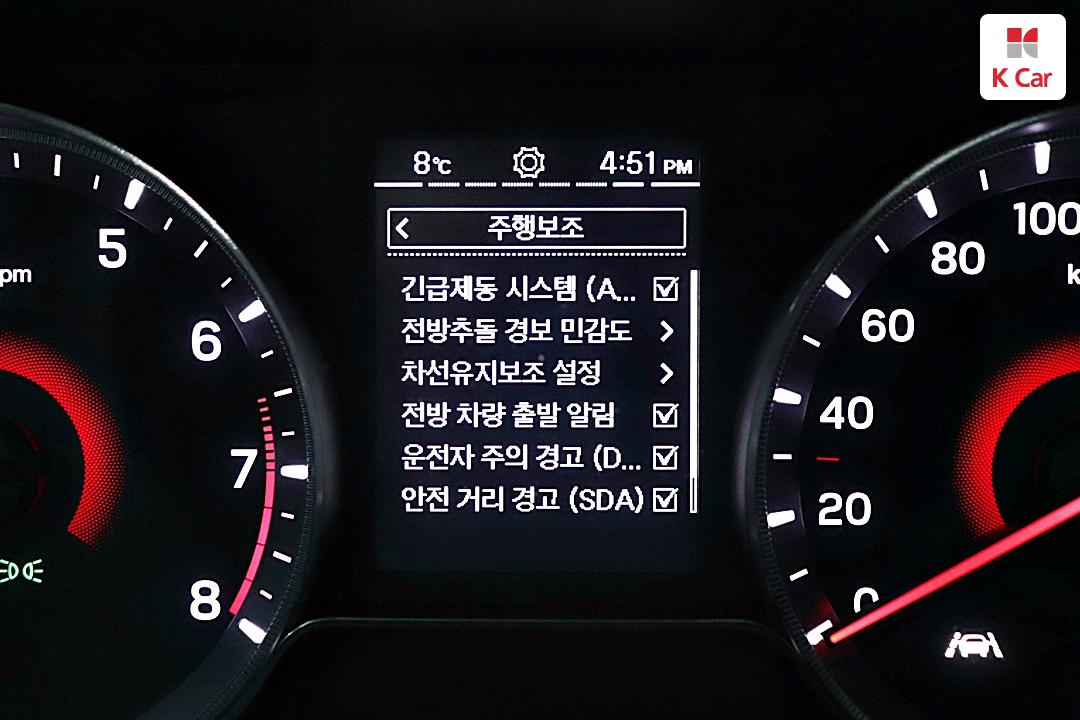 K Car
8°C
4:51 PM
주행보조
긴급제동 시스템 (A...
전방추돌 경보 민감도
차선유지보조 설정
전방 차량 출발 알림
운전자 주의 경고 (D...
안전 거리 경고 (SDA)
5
pm
6
7
8
100
k
80
60
40
20
0